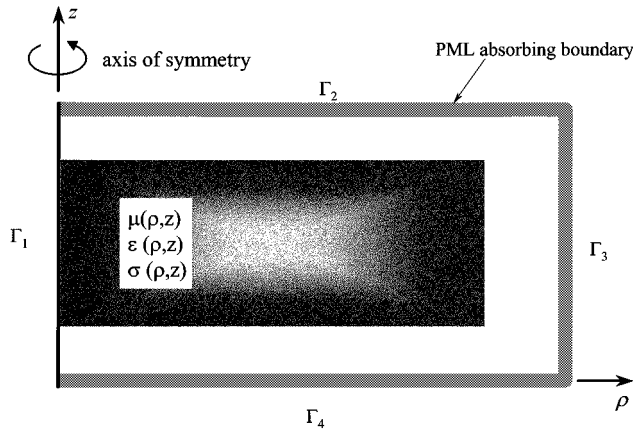 z
PML absorbing boundary
axis of symmetry
Γ2
μ(ρ,z)
ε (ρ,z)
σ (ρ,z)
Γ1
Γ3
ρ
Γ4